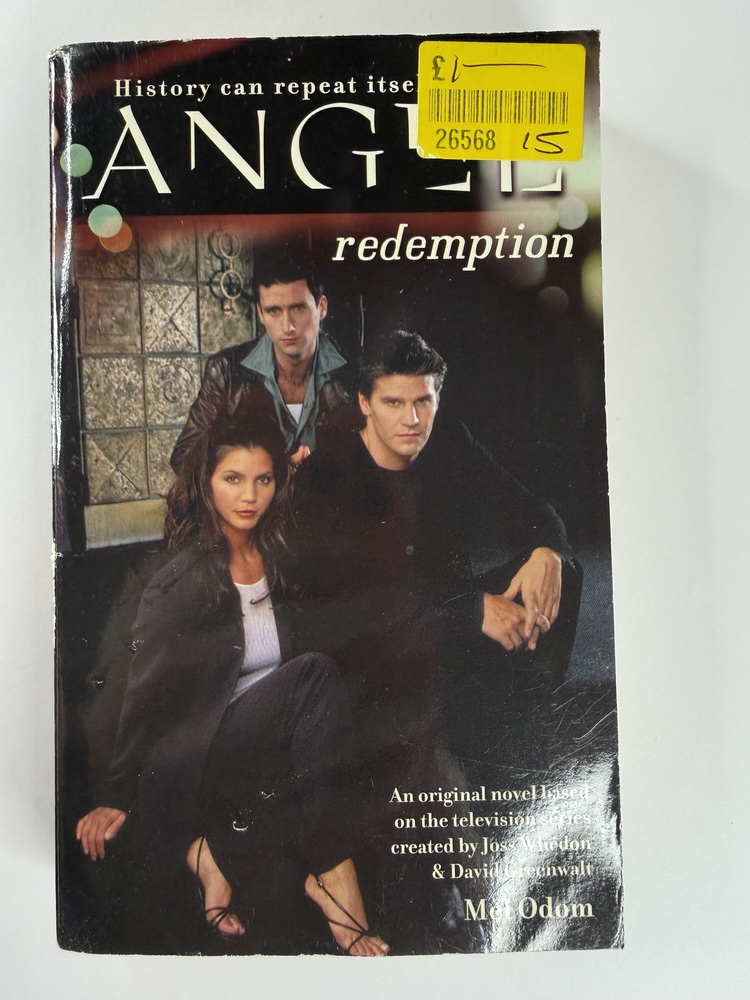 History can repeat itse
£1
26568 15
ANGEL
redemption
An original novel based
on the television series
created by Joss Whedon
& David Greenwalt
Mel Odom